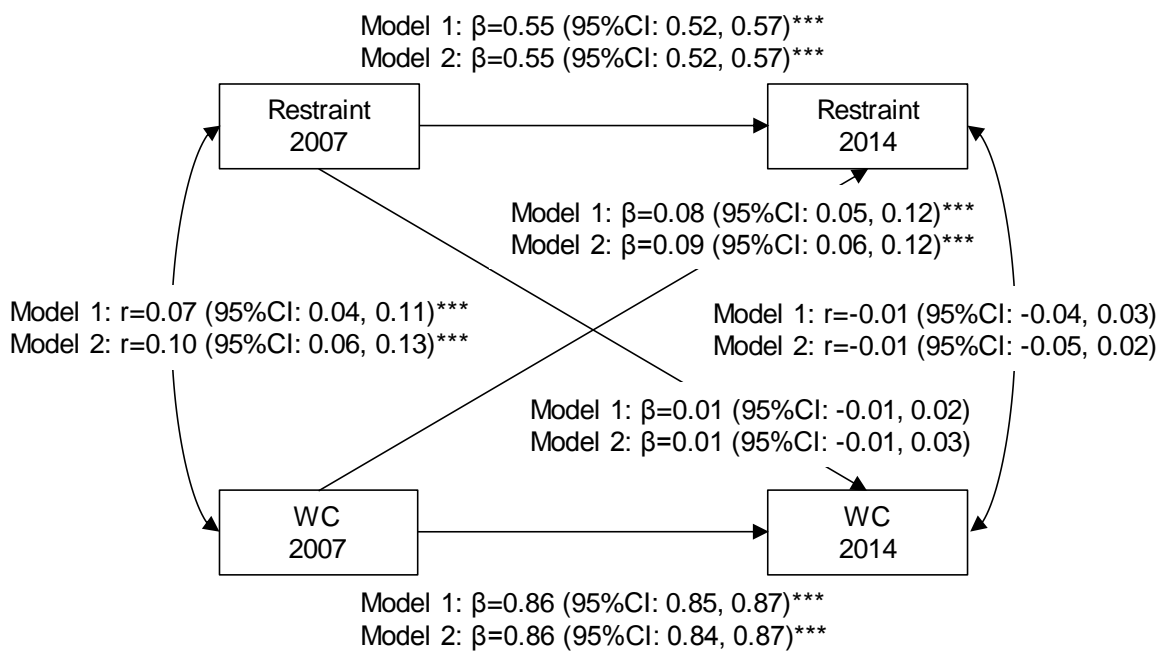 Model 1: β=0.55 (95%CI: 0.52, 0.57)***
Model 2: β=0.55 (95%CI: 0.52, 0.57)***
Restraint
2007
Restraint
2014
Model 1: β=0.08 (95%CI: 0.05, 0.12)***
Model 2: β=0.09 (95%CI: 0.06, 0.12)***
Model 1: r=0.07 (95%CI: 0.04, 0.11)***
Model 2: r=0.10 (95%CI: 0.06, 0.13)***
Model 1: r=-0.01 (95%CI: -0.04, 0.03)
Model 2: r=-0.01 (95%CI: -0.05, 0.02)
Model 1: β=0.01 (95%CI: -0.01, 0.02)
Model 2: β=0.01 (95%CI: -0.01, 0.03)
WC
2007
WC
2014
Model 1: β=0.86 (95%CI: 0.85, 0.87)***
Model 2: β=0.86 (95%CI: 0.84, 0.87)***